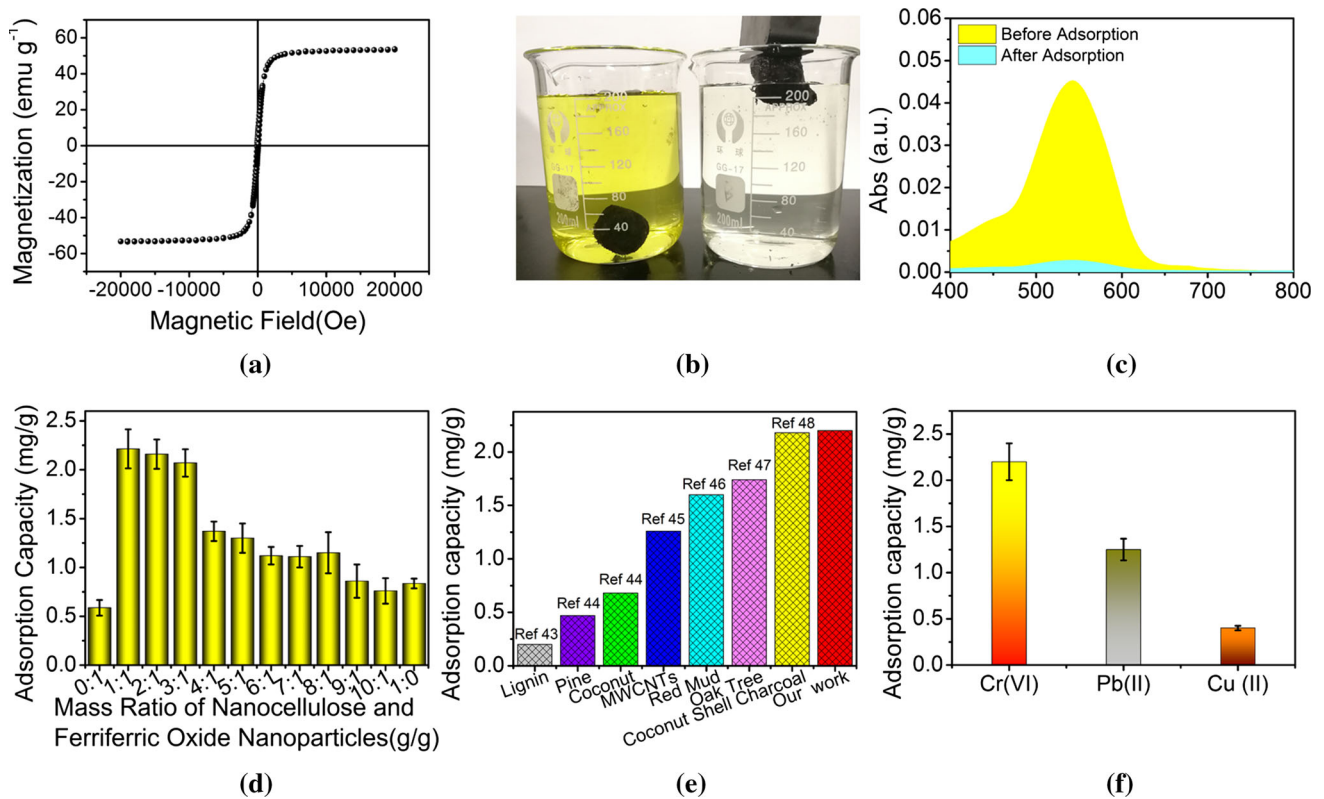 Magnetization (emu g⁻¹)
60
40
20
0
-20
-40
-60
-20000 -10000 0 10000 20000
Magnetic Field(Oe)
(a)
200
APPROX
160
环 球
GG-17
120
80
200ml
40
200
APPROX
160
环 球
GG-17
120
80
200ml
40
(b)
Abs (a.u.)
0.06
0.05
0.04
0.03
0.02
0.01
0.00
Before Adsorption
After Adsorption
400 500 600 700 800
(c)
Adsorption Capacity (mg/g)
2.5
2.0
1.5
1.0
0.5
0.0
0:1 1:1 2:1 3:1 4:1 5:1 6:1 7:1 8:1 9:1 10:1 1:0
Mass Ratio of Nanocellulose and
Ferriferric Oxide Nanoparticles(g/g)
(d)
Adsorption capacity (mg/g)
2.0
1.5
1.0
0.5
0.0
Ref 43
Ref 44
Ref 44
Ref 45
Ref 46
Ref 47
Ref 48
Lignin
Pine
Coconut
MWCNTs
Red Mud
Oak Tree
Coconut Shell Charcoal
Our work
(e)
Adsorption capacity (mg/g)
2.5
2.0
1.5
1.0
0.5
0.0
Cr(VI) Pb(II) Cu (II)
(f)